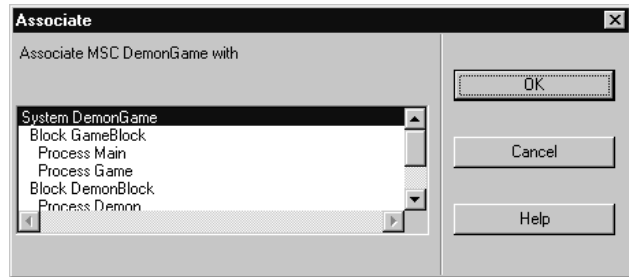 Associate
Associate MSC DemonGame with
System DemonGame
Block GameBlock
Process Main
Process Game
Block DemonBlock
Process Demon
OK
Cancel
Help